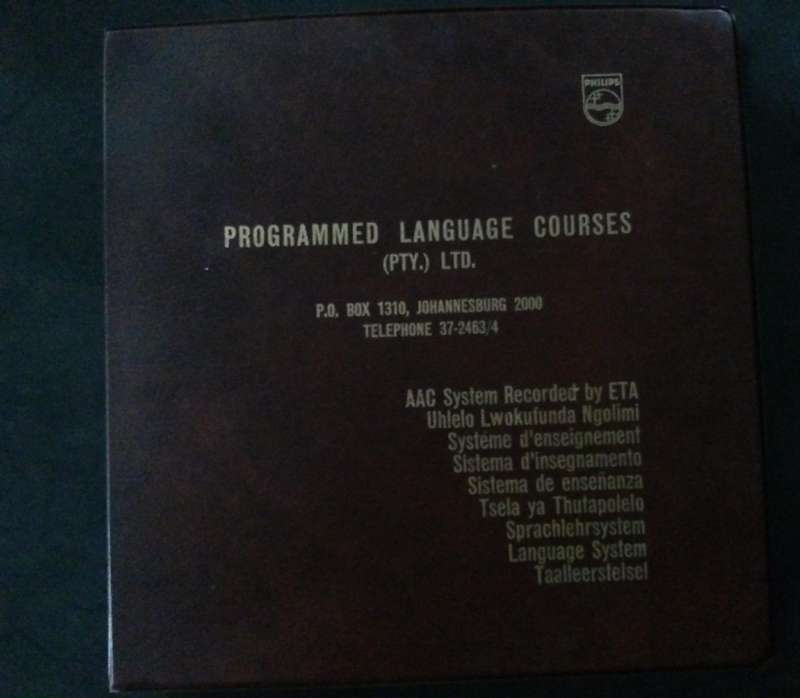 PHILIPS
PROGRAMMED LANGUAGE COURSES
(PTY.) LTD.
P.O. BOX 1310, JOHANNESBURG 2000
TELEPHONE 37-2463/4
AAC System Recorded by ETA
Uhlelo Lwokufunda Ngolimi
Système d'enseignement
Sistema d'insegnamento
Sistema de enseñanza
Tsela ya Thutapolelo
Sprachlehrsystem
Language System
Taalleerstelsel